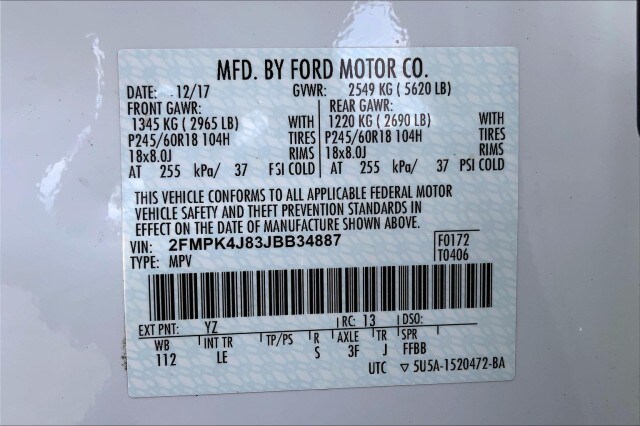 MFD. BY FORD MOTOR CO.
DATE: 12/17 GVWR: 2549 KG ( 5620 LB)
FRONT GAWR: REAR GAWR:
1345 KG ( 2965 LB) WITH 1220 KG ( 2690 LB) WITH
P245/60R18 104H TIRES P245/60R18 104H TIRES
18x8.0J RIMS 18x8.0J RIMS
AT 255 kPa/ 37 PSI COLD AT 255 kPa/ 37 PSI COLD
THIS VEHICLE CONFORMS TO ALL APPLICABLE FEDERAL MOTOR
VEHICLE SAFETY AND THEFT PREVENTION STANDARDS IN
EFFECT ON THE DATE OF MANUFACTURE SHOWN ABOVE.
VIN: 2FMPK4J83JBB34887 F0172
TYPE: MPV T0406
EXT PNT: YZ RC: 13 DSO:
WB INT TR TP/PS R AXLE TR SPR
112 LE S 3F J FFBB
UTC ▽ 5U5A-1520472-BA